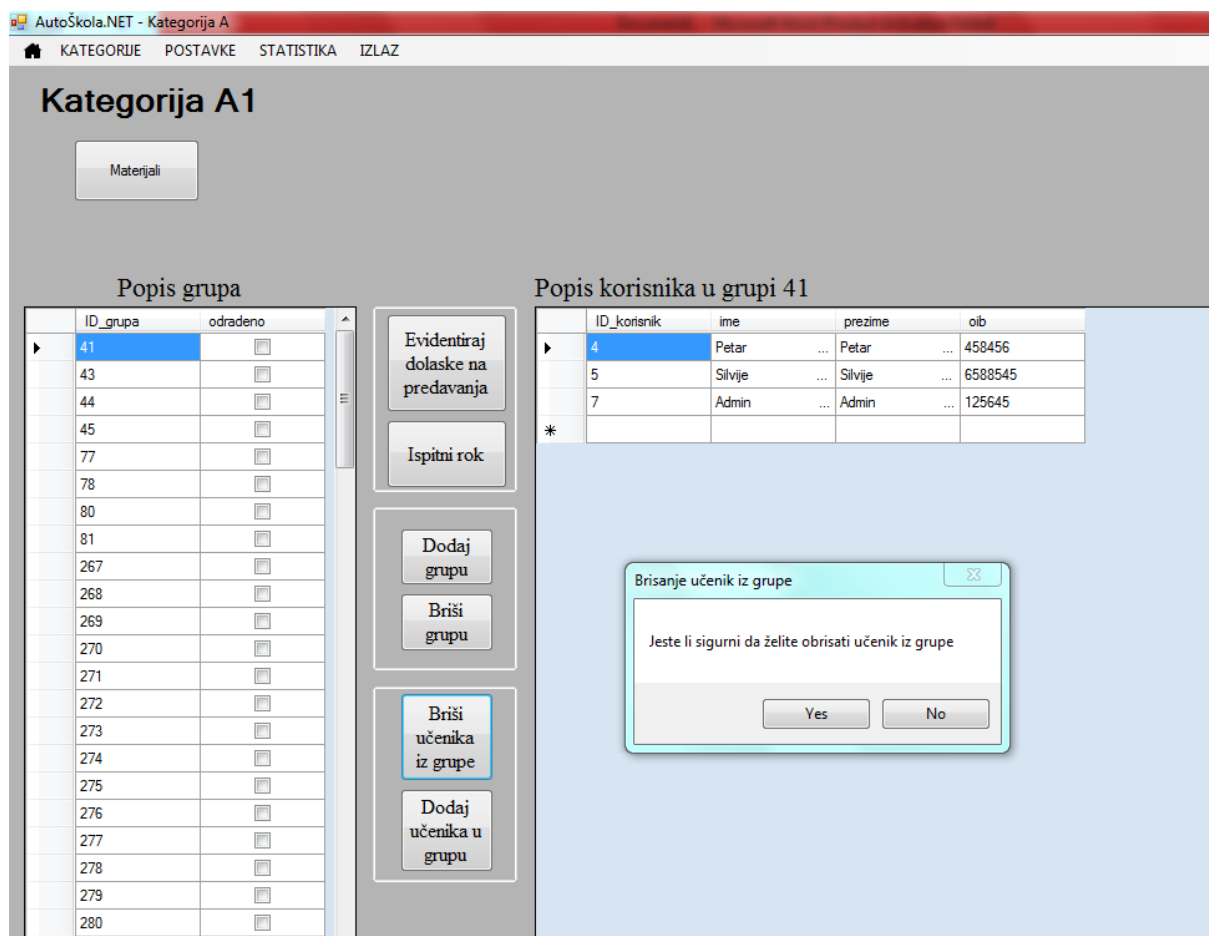 AutoŠkola.NET - Kategorija A
KATEGORIJE POSTAVKE STATISTIKA IZLAZ
Kategorija A1
Materijali
Popis grupa
ID_grupa odradeno
41
43
44
45
77
78
80
81
267
268
269
270
271
272
273
274
275
276
277
278
279
280
Evidentiraj
dolaske na
predavanja
Ispitni rok
Dodaj
grupu
Briši
grupu
Briši
učenika
iz grupe
Dodaj
učenika u
grupu
Popis korisnika u grupi 41
ID_korisnik ime prezime oib
4 Petar ... Petar ... 458456
5 Silvije ... Silvije ... 6588545
7 Admin ... Admin ... 125645
Brisanje učenik iz grupe
Jeste li sigurni da želite obrisati učenik iz grupe
Yes No